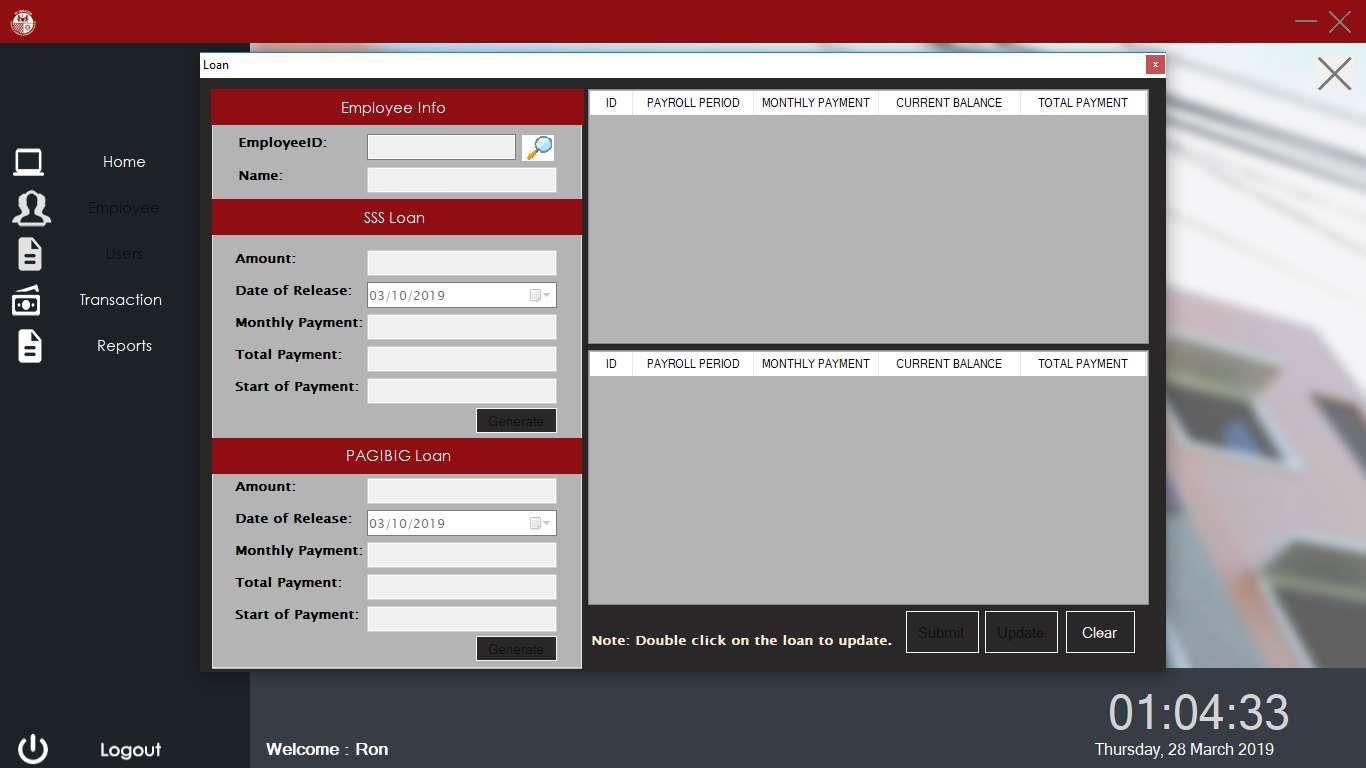 Loan
x
Home
Employee
Users
Transaction
Reports
Employee Info
EmployeeID:
Name:
SSS Loan
Amount:
Date of Release: 03/10/2019
Monthly Payment:
Total Payment:
Start of Payment:
Generate
PAGIBIG Loan
Amount:
Date of Release: 03/10/2019
Monthly Payment:
Total Payment:
Start of Payment:
Generate
ID PAYROLL PERIOD MONTHLY PAYMENT CURRENT BALANCE TOTAL PAYMENT
ID PAYROLL PERIOD MONTHLY PAYMENT CURRENT BALANCE TOTAL PAYMENT
Note: Double click on the loan to update.
Submit
Update
Clear
Logout
Welcome : Ron
01:04:33
Thursday, 28 March 2019